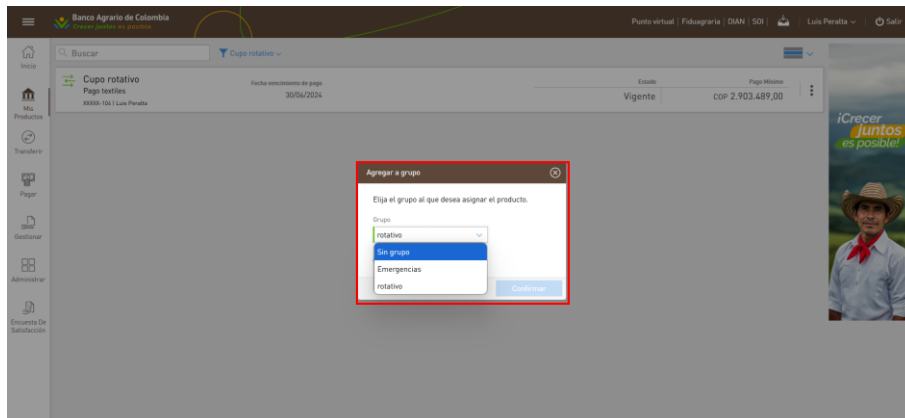 Banco Agrario de Colombia
Crecer juntos es posible
Punto virtual | Fiduagraria | DIAN | SOI |
Luis Peralta
Salir
Inicio
Mis
Productos
Transferir
Pagar
Gestionar
Administrar
Encuesta De
Satisfacción
Buscar
Cupo rotativo
Cupo rotativo
Pago textiles
XXXXX-104 | Luis Peralta
Fecha vencimiento de pago
30/06/2024
Estado
Vigente
Pago Mínimo
COP 2.903.489,00
¡Crecer
juntos
es posible!
Agregar a grupo
Elija el grupo al que desea asignar el producto.
Grupo
rotativo
Sin grupo
Emergencias
rotativo
Confirmar